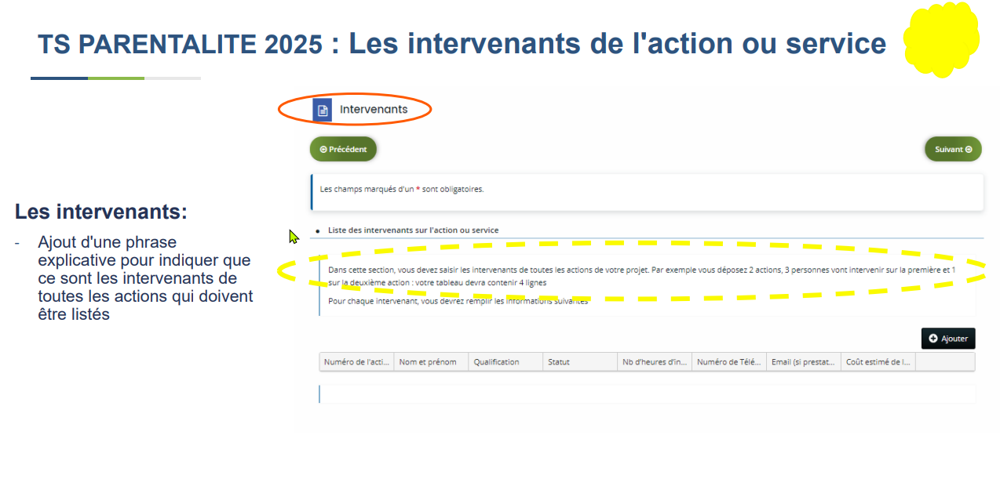 TS PARENTALITE 2025 : Les intervenants de l'action ou service
Intervenants
Précédent
Suivant
Les champs marqués d'un * sont obligatoires.
Les intervenants:
- Ajout d'une phrase
explicative pour indiquer que
ce sont les intervenants de
toutes les actions qui doivent
être listés
• Liste des intervenants sur l'action ou service
Dans cette section, vous devez saisir les intervenants de toutes les actions de votre projet. Par exemple vous déposez 2 actions, 3 personnes vont intervenir sur la première et 1
sur la deuxième action : votre tableau devra contenir 4 lignes
Pour chaque intervenant, vous devrez remplir les informations suivantes
Ajouter
Numéro de l'acti... Nom et prénom Qualification Statut Nb d'heures d'in... Numéro de Télé... Email (si prestat... Coût estimé de l...